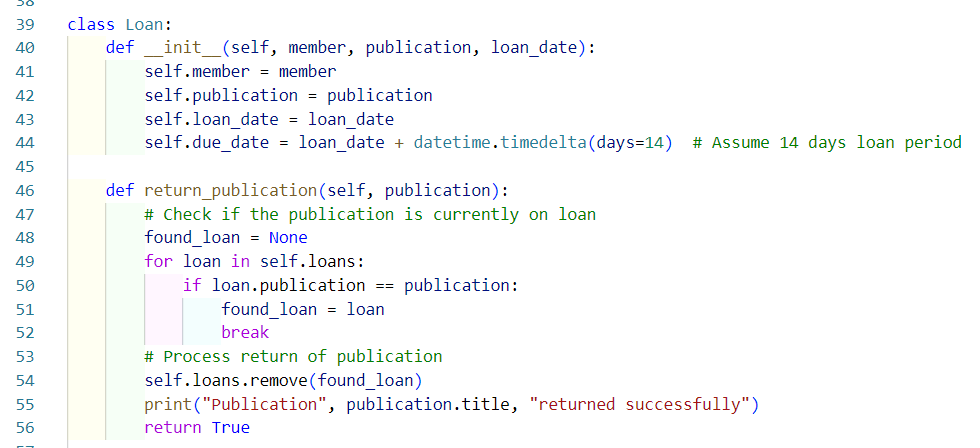 38
39 class Loan:
40     def __init__(self, member, publication, loan_date):
41         self.member = member
42         self.publication = publication
43         self.loan_date = loan_date
44         self.due_date = loan_date + datetime.timedelta(days=14)  # Assume 14 days loan period
45
46     def return_publication(self, publication):
47         # Check if the publication is currently on loan
48         found_loan = None
49         for loan in self.loans:
50             if loan.publication == publication:
51                 found_loan = loan
52                 break
53         # Process return of publication
54         self.loans.remove(found_loan)
55         print("Publication", publication.title, "returned successfully")
56         return True